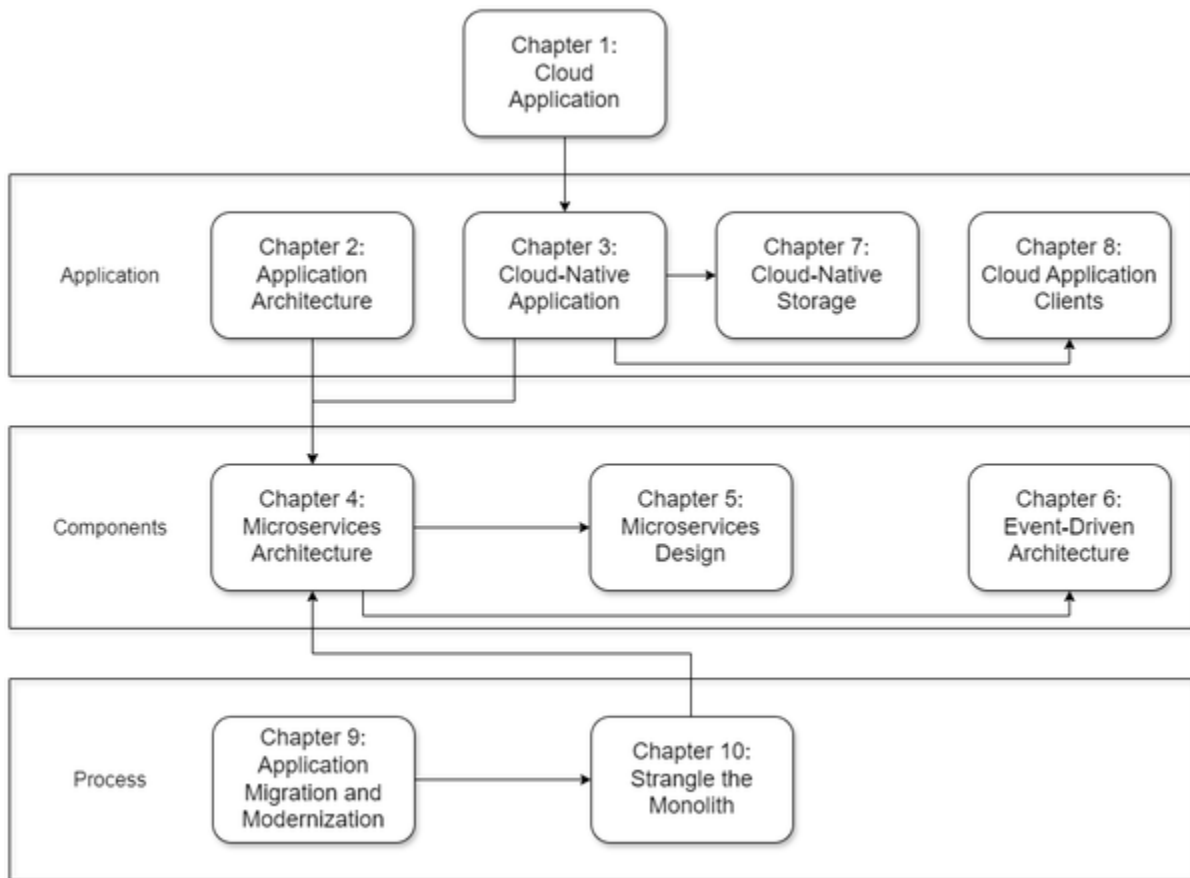 Chapter 1:
Cloud
Application
Application
Chapter 2:
Application
Architecture
Chapter 3:
Cloud-Native
Application
Chapter 7:
Cloud-Native
Storage
Chapter 8:
Cloud Application
Clients
Components
Chapter 4:
Microservices
Architecture
Chapter 5:
Microservices
Design
Chapter 6:
Event-Driven
Architecture
Process
Chapter 9:
Application
Migration and
Modernization
Chapter 10:
Strangle the
Monolith